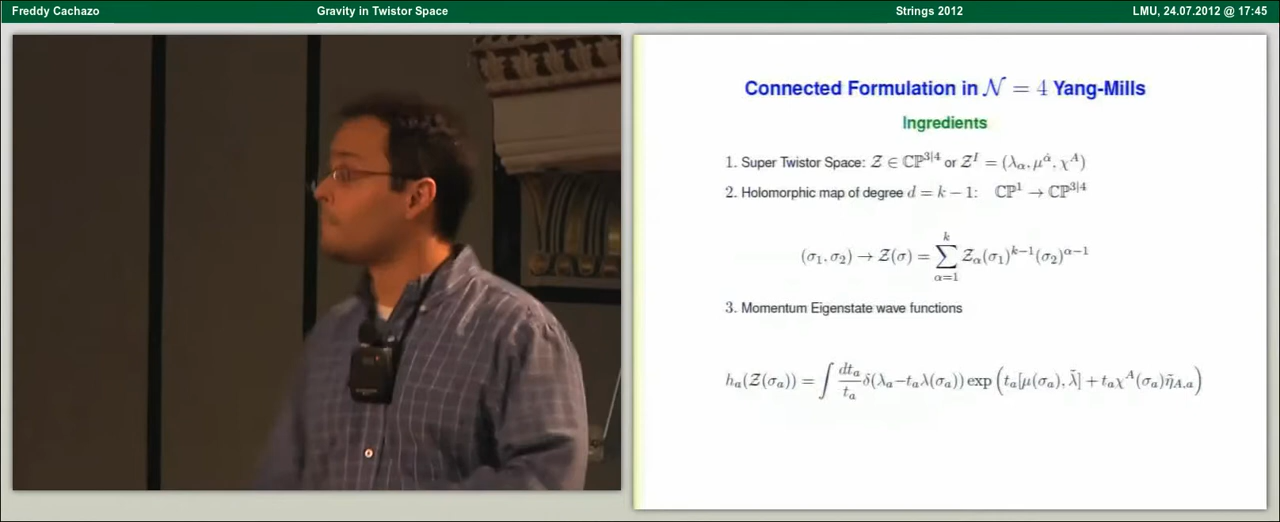 Freddy Cachazo Gravity in Twistor Space Strings 2012 LMU, 24.07.2012 @ 17:45
Connected Formulation in 𝒩 = 4 Yang-Mills
Ingredients
1. Super Twistor Space: 𝒵 ∈ ℂℙ^{3|4} or 𝒵^I = (λ_α, μ^{α̇}, χ^A)
2. Holomorphic map of degree d = k − 1: ℂℙ^1 → ℂℙ^{3|4}
(σ_1, σ_2) → 𝒵(σ) = ∑_{α=1}^{k} 𝒵_α(σ_1)^{k−1}(σ_2)^{α−1}
3. Momentum Eigenstate wave functions
h_a(𝒵(σ_a)) = ∫ dt_a/t_a δ(λ_a − t_aλ(σ_a)) exp (t_a[μ(σ_a), λ̃] + t_aχ^A(σ_a)η̃_{A,a})